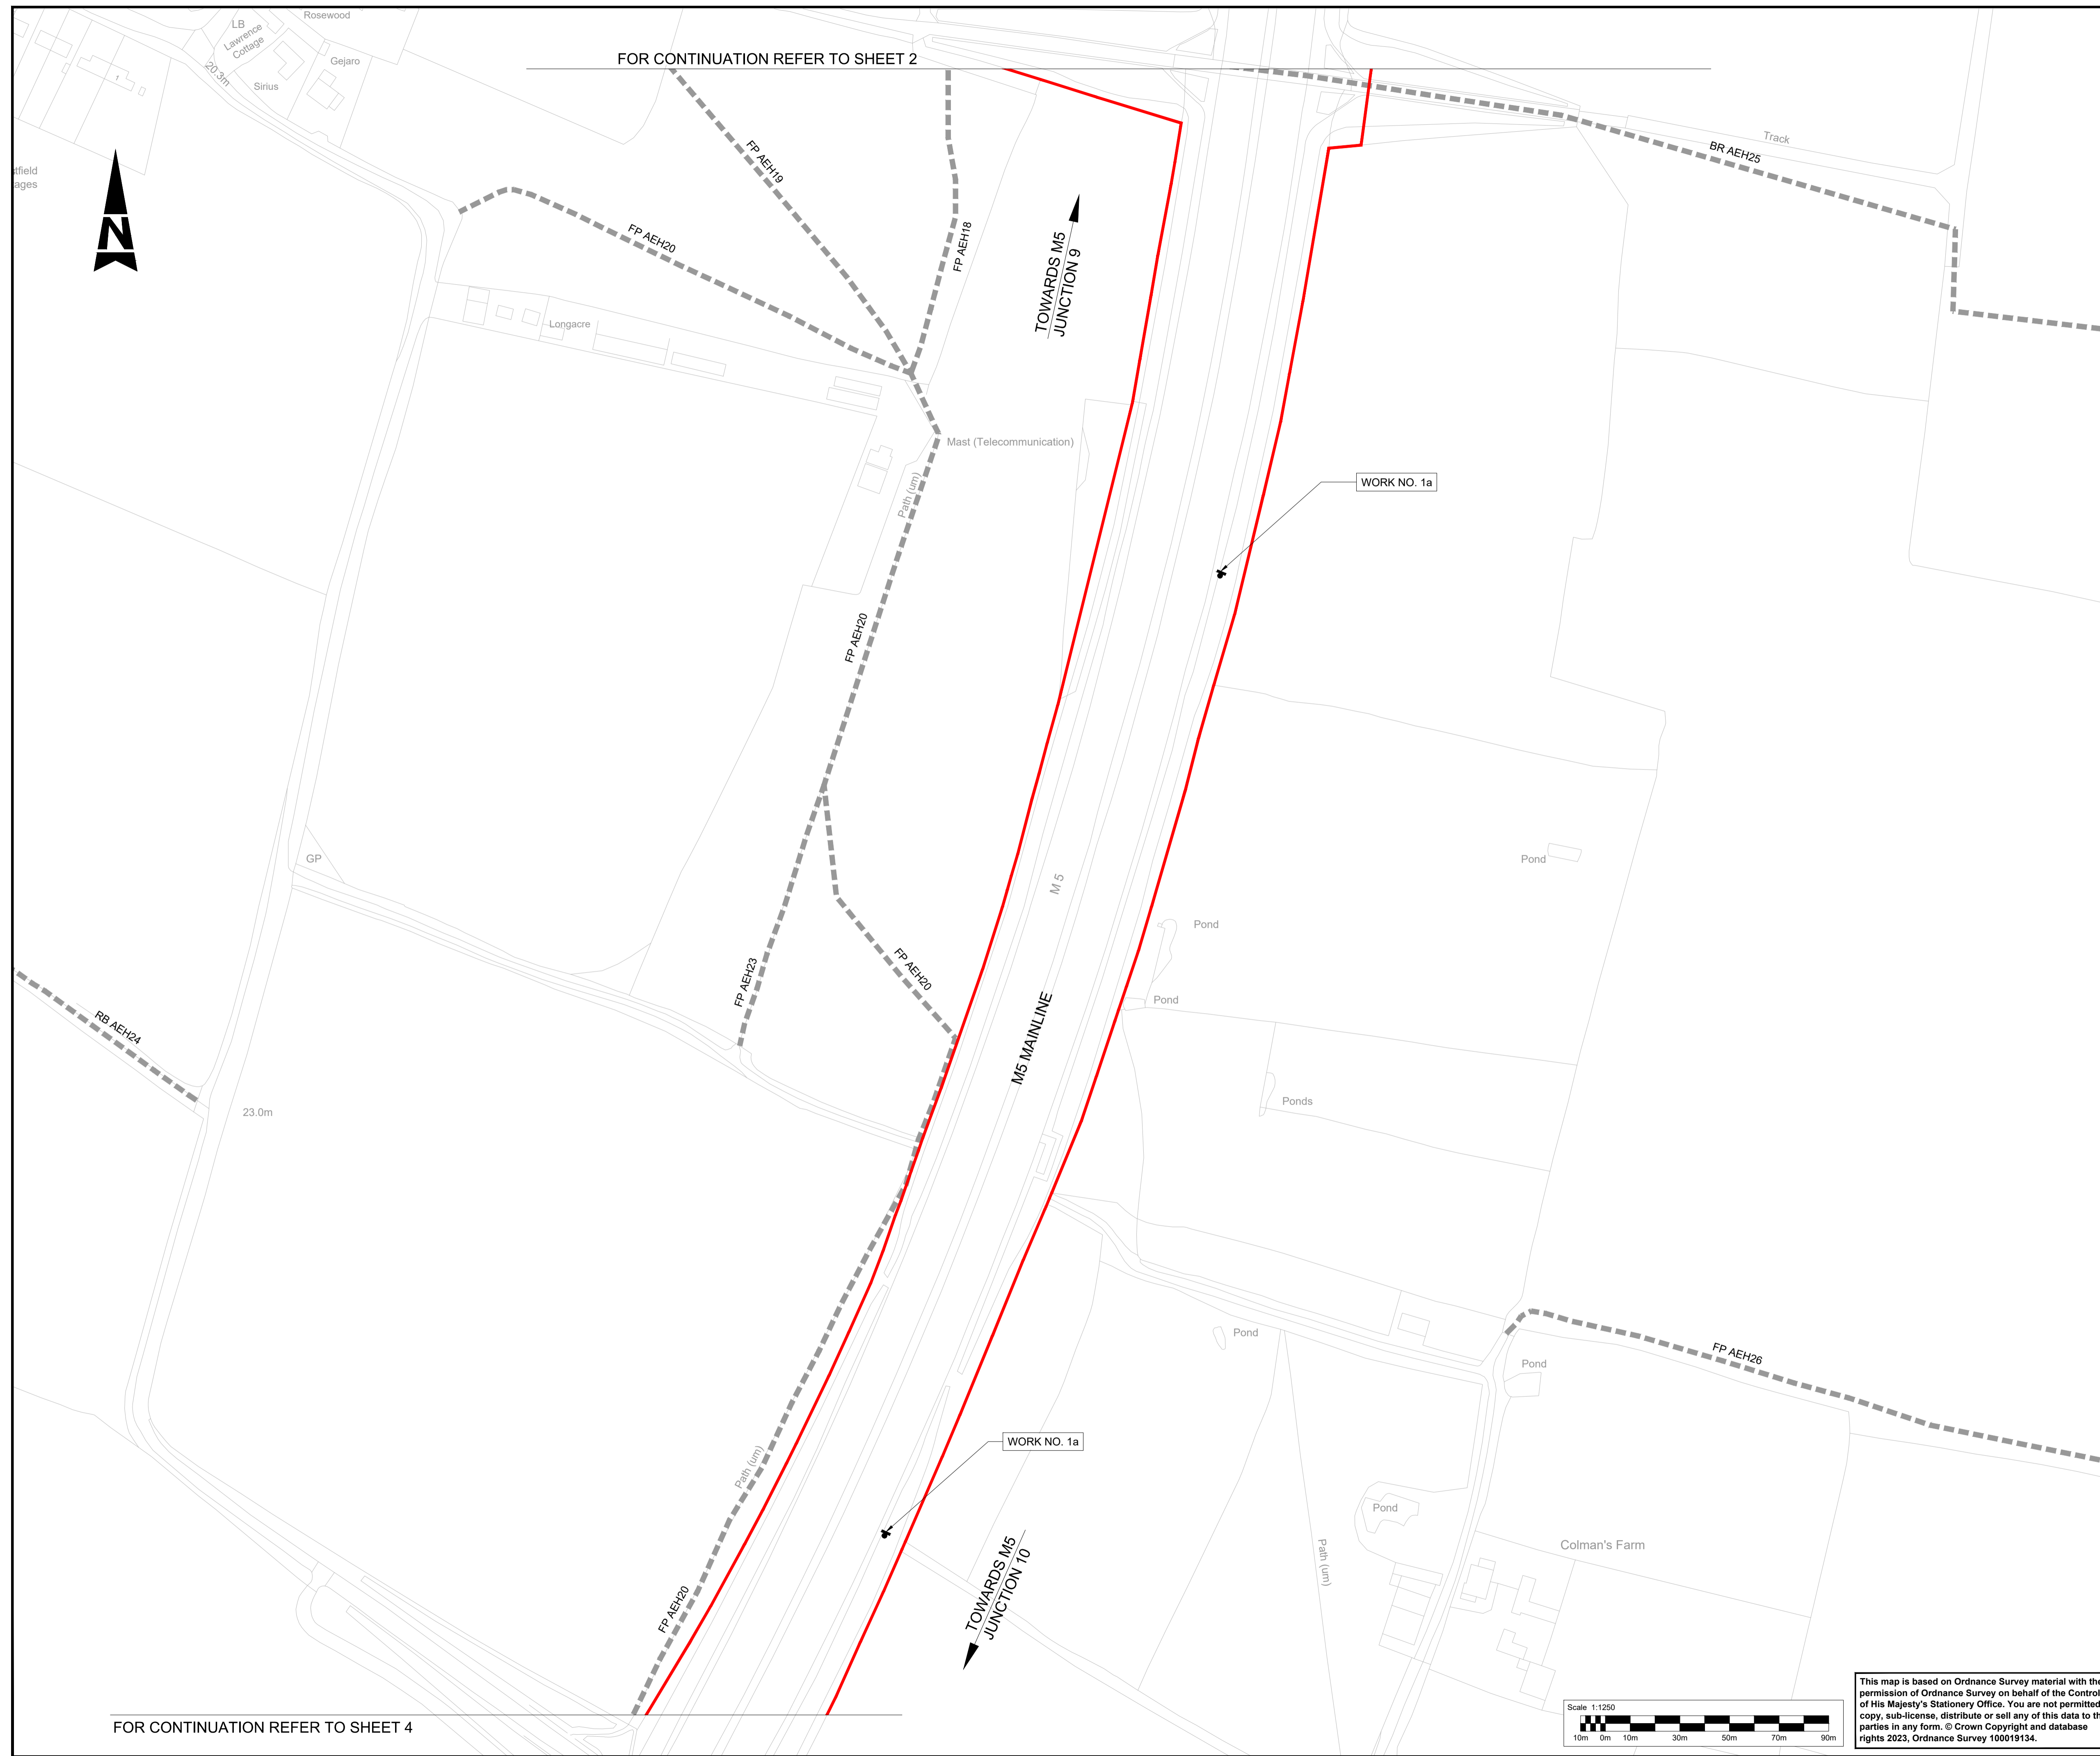 Rosewood
LB
Lawrence
Cottage
FOR CONTINUATION REFER TO SHEET 2
Gejaro
20.3m
Sirius
1
Track
BR AEH25
FP AEH19
tfield
ages
N
FP AEH20
FP AEH18
TOWARDS M5
JUNCTION 9
Longacre
Mast (Telecommunication)
Path (um)
WORK NO. 1a
FP AEH20
GP
Pond
M 5
Pond
FP AEH23
FP AEH20
Pond
RB AEH24
M5 MAINLINE
23.0m
Ponds
Pond
FP AEH26
Pond
WORK NO. 1a
Path (um)
Pond
Colman's Farm
Path (um)
TOWARDS M5
JUNCTION 10
FP AEH20
FOR CONTINUATION REFER TO SHEET 4
Scale 1:1250
10m 0m 10m 30m 50m 70m 90m
This map is based on Ordnance Survey material with the
permission of Ordnance Survey on behalf of the Control
of His Majesty's Stationery Office. You are not permitted
copy, sub-license, distribute or sell any of this data to th
parties in any form. © Crown Copyright and database
rights 2023, Ordnance Survey 100019134.